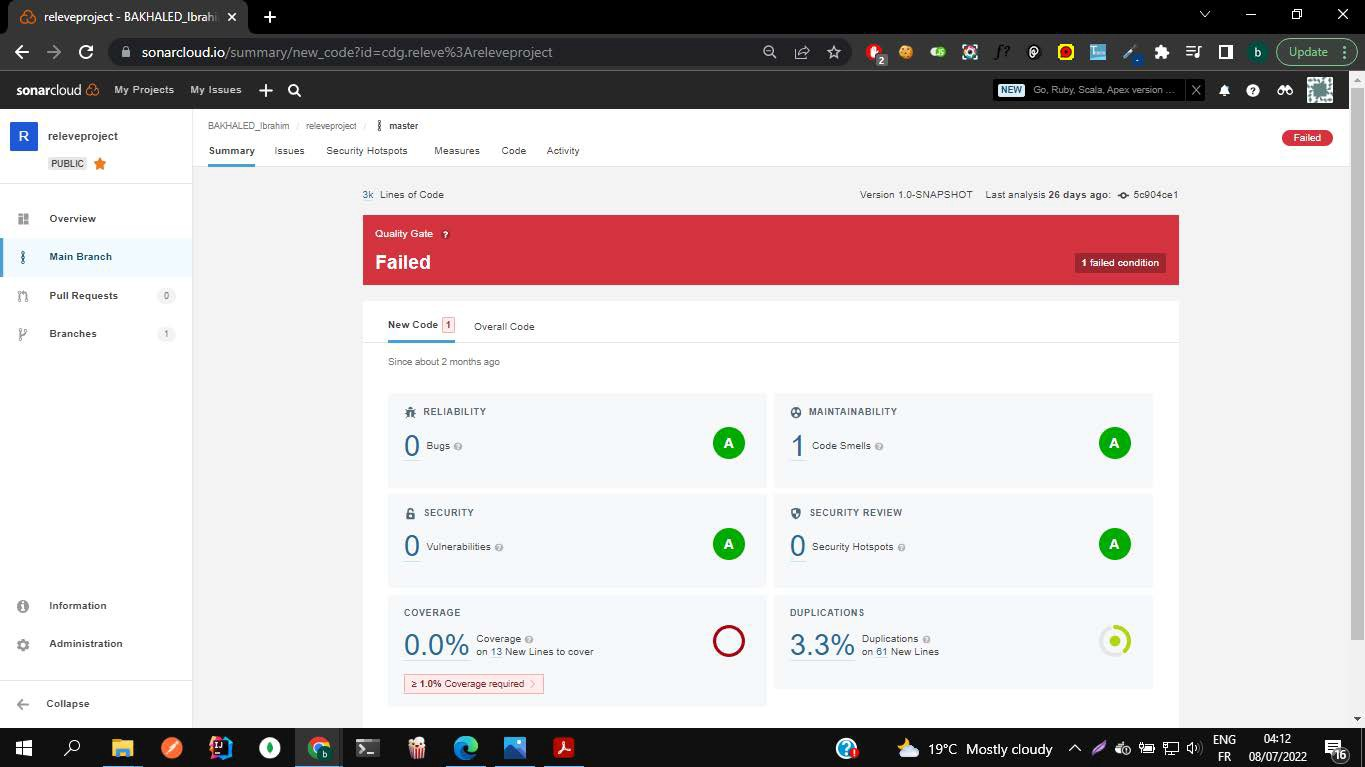 releveproject - BAKHALED_Ibrahi
sonarcloud.io/summary/new_code?id=cdg.releve%3Areleveproject
2
b
Update
sonarcloud
My Projects
My Issues
NEW Go, Ruby, Scala, Apex version ...
R
releveproject
PUBLIC
BAKHALED_Ibrahim / releveproject / master
Summary
Issues
Security Hotspots
Measures
Code
Activity
Failed
Overview
Main Branch
Pull Requests 0
Branches 1
Information
Administration
Collapse
3k Lines of Code
Version 1.0-SNAPSHOT
Last analysis 26 days ago: 5c904ce1
Quality Gate ?
Failed
1 failed condition
New Code 1
Overall Code
Since about 2 months ago
RELIABILITY
0 Bugs ?
A
MAINTAINABILITY
1 Code Smells ?
A
SECURITY
0 Vulnerabilities ?
A
SECURITY REVIEW
0 Security Hotspots ?
A
COVERAGE
0.0% Coverage ?
on 13 New Lines to cover
≥ 1.0% Coverage required
DUPLICATIONS
3.3% Duplications ?
on 61 New Lines
19°C Mostly cloudy
ENG
FR
04:12
08/07/2022
16